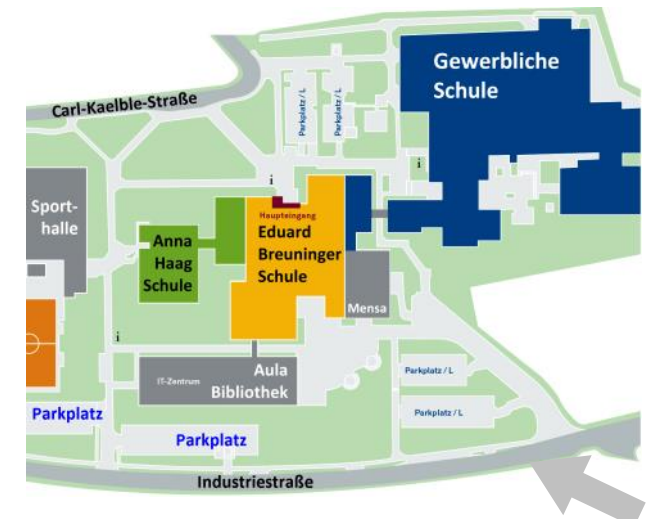 Gewerbliche
Schule
Carl-Kaelble-Straße
Parkplatz / L
Parkplatz / L
i
i
Sport-
halle
Haupteingang
Anna
Haag
Schule
Eduard
Breuninger
Schule
Mensa
i
IT-Zentrum
Aula
Bibliothek
Parkplatz / L
Parkplatz / L
Parkplatz
Parkplatz
Industriestraße